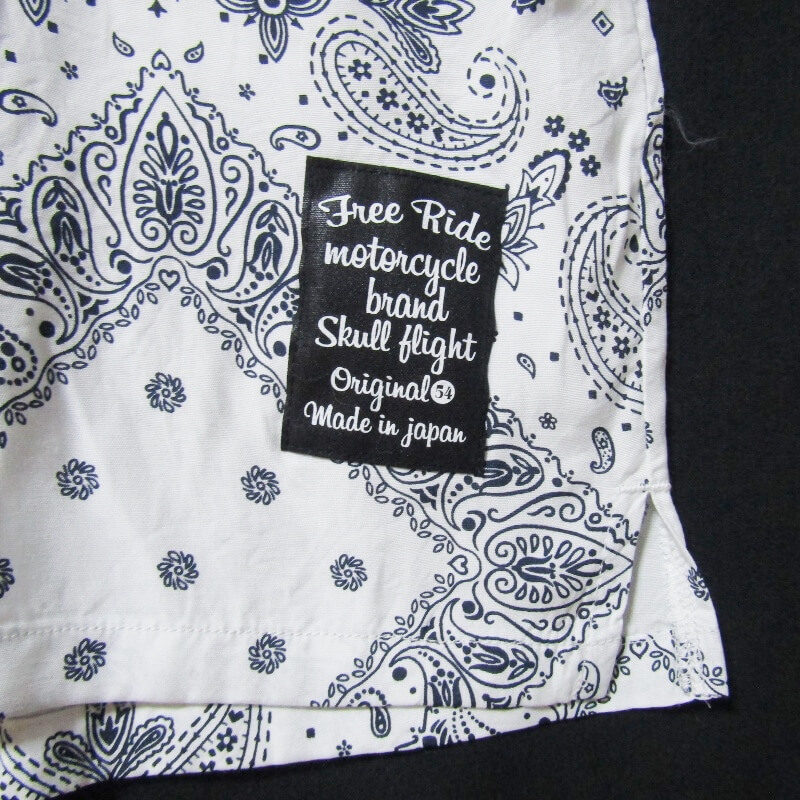 Free Ride
motorcycle
brand
Skull flight
Original 54
Made in japan